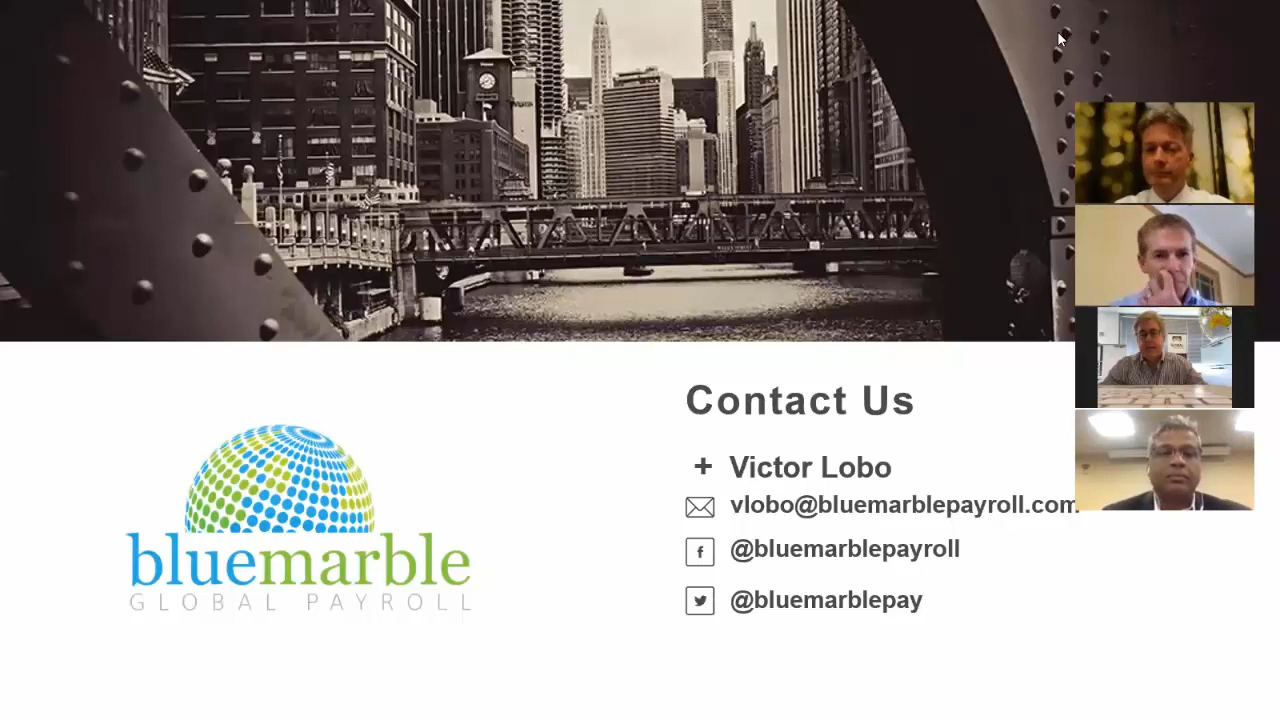 Contact Us
+ Victor Lobo
vlobo@bluemarblepayroll.com
@bluemarblepayroll
@bluemarblepay
bluemarble
GLOBAL PAYROLL